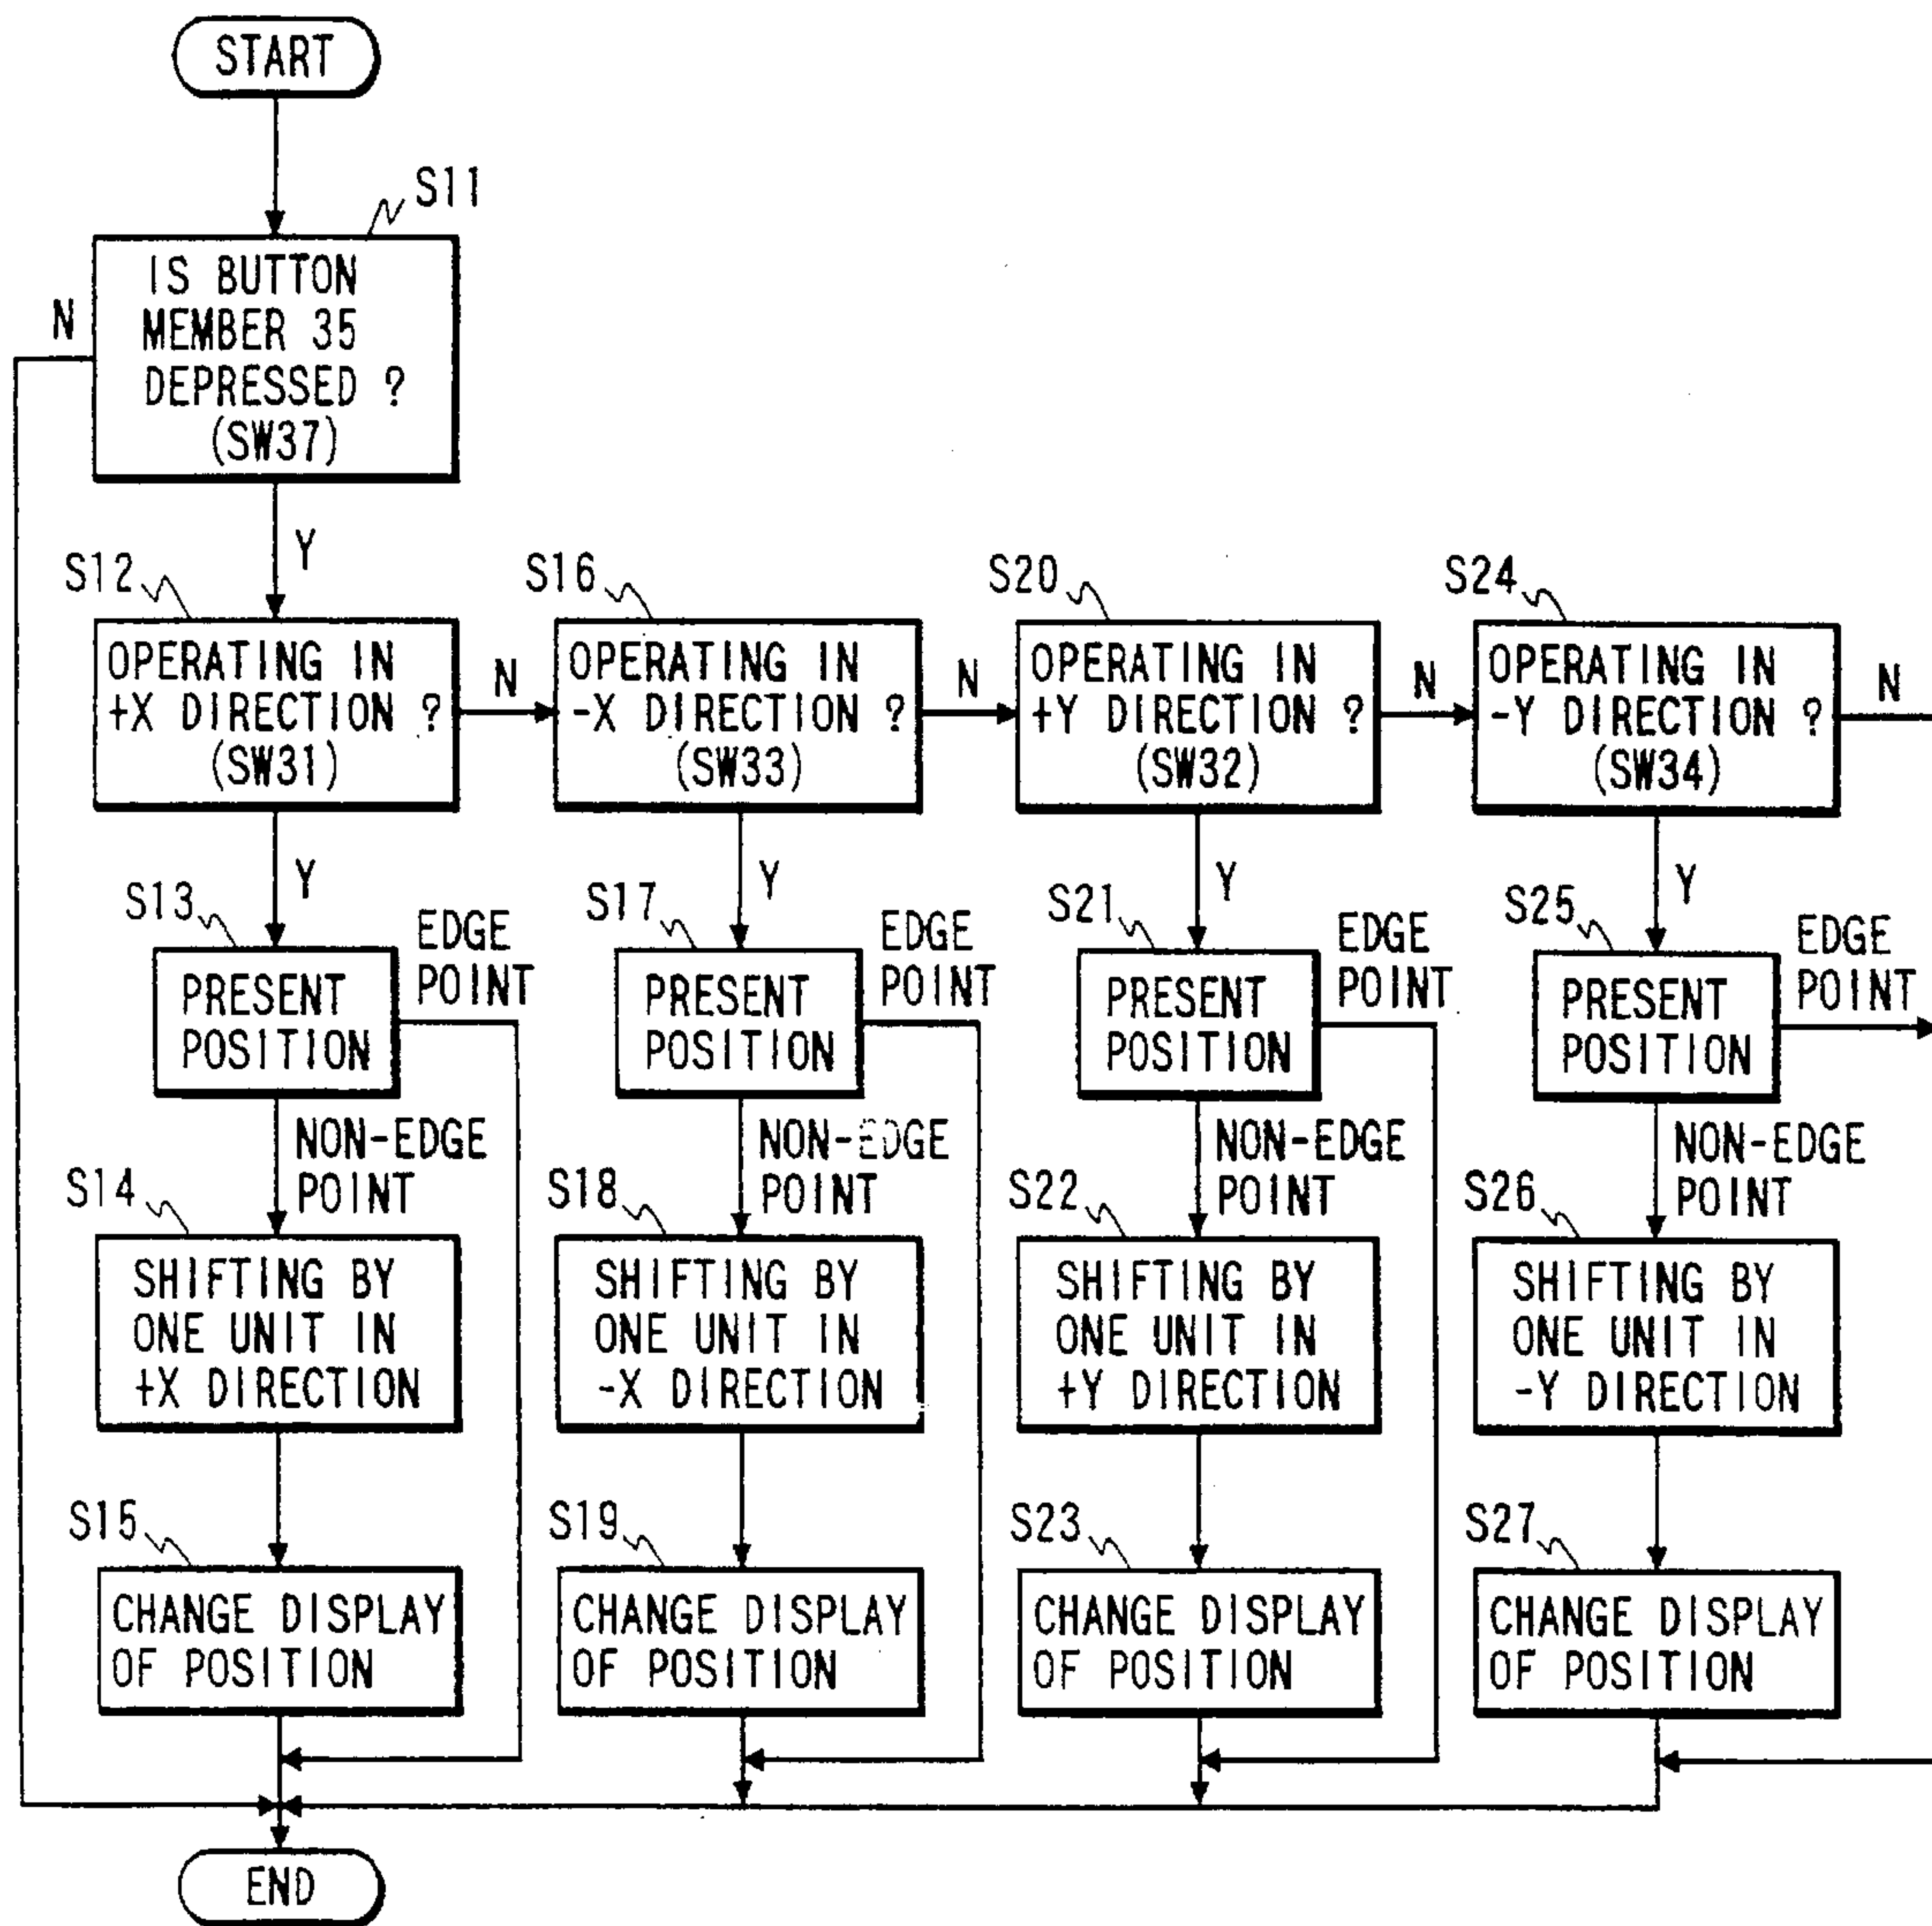 START
S11
IS BUTTON
MEMBER 35
DEPRESSED ?
(SW37)
N
Y
S12
OPERATING IN
+X DIRECTION ?
(SW31)
N
S16
OPERATING IN
-X DIRECTION ?
(SW33)
N
S20
OPERATING IN
+Y DIRECTION ?
(SW32)
N
S24
OPERATING IN
-Y DIRECTION ?
(SW34)
N
Y
Y
Y
Y
S13
PRESENT
POSITION
EDGE
POINT
S17
PRESENT
POSITION
EDGE
POINT
S21
PRESENT
POSITION
EDGE
POINT
S25
PRESENT
POSITION
EDGE
POINT
NON-EDGE
POINT
NON-EDGE
POINT
NON-EDGE
POINT
NON-EDGE
POINT
S14
SHIFTING BY
ONE UNIT IN
+X DIRECTION
S18
SHIFTING BY
ONE UNIT IN
-X DIRECTION
S22
SHIFTING BY
ONE UNIT IN
+Y DIRECTION
S26
SHIFTING BY
ONE UNIT IN
-Y DIRECTION
S15
CHANGE DISPLAY
OF POSITION
S19
CHANGE DISPLAY
OF POSITION
S23
CHANGE DISPLAY
OF POSITION
S27
CHANGE DISPLAY
OF POSITION
END